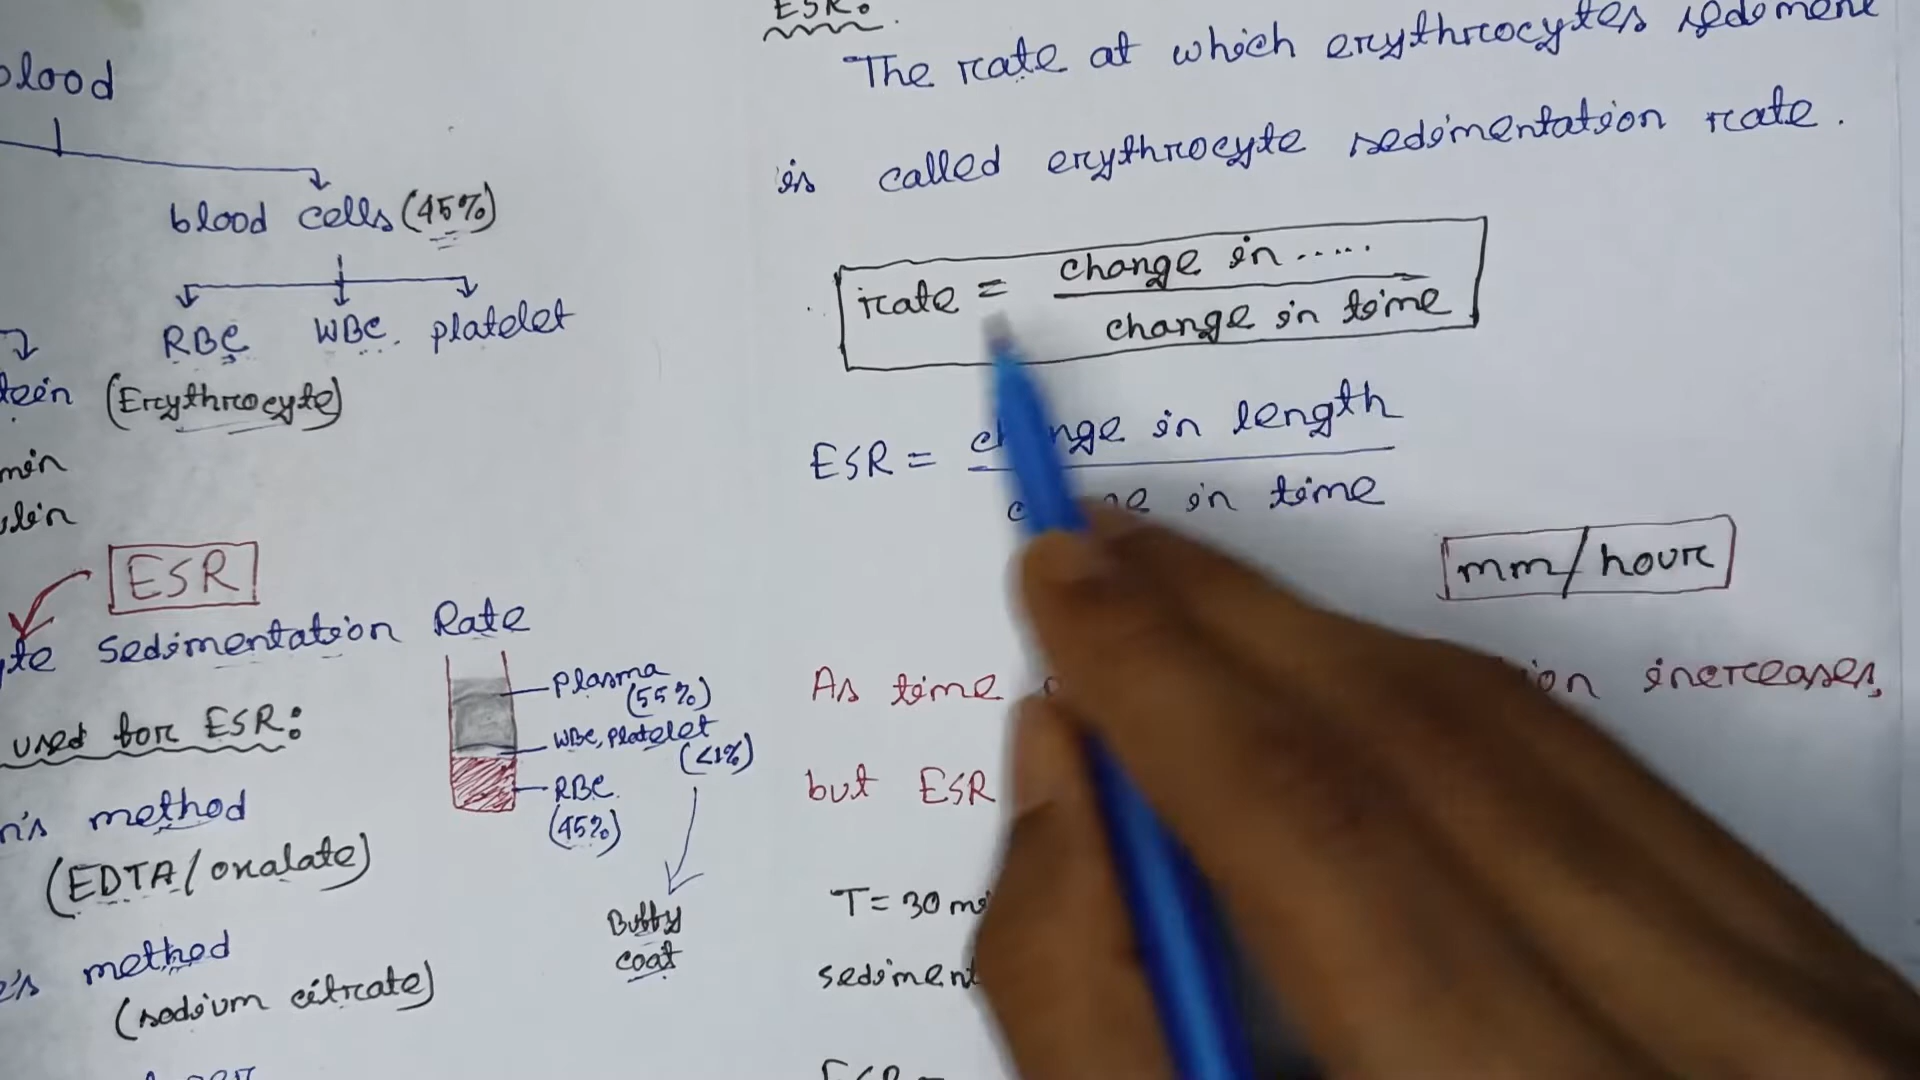 blood
blood cells (45%)
RBC WBC platelet
(Erythrocyte)
ESR
Sedimentation Rate
used for ESR:
method
(EDTA/oxalate)
method
(sodium citrate)
plasma
(55%)
WBC, platelet
(<1%)
RBC
(45%)
Buffy
coat
ESR:
The rate at which erythrocytes sediment
is called erythrocyte sedimentation rate.
rate = change in .....
change in time
ESR = change in length
in time
mm/hour
As time increases,
but ESR
T = 30
sediment
ESR =